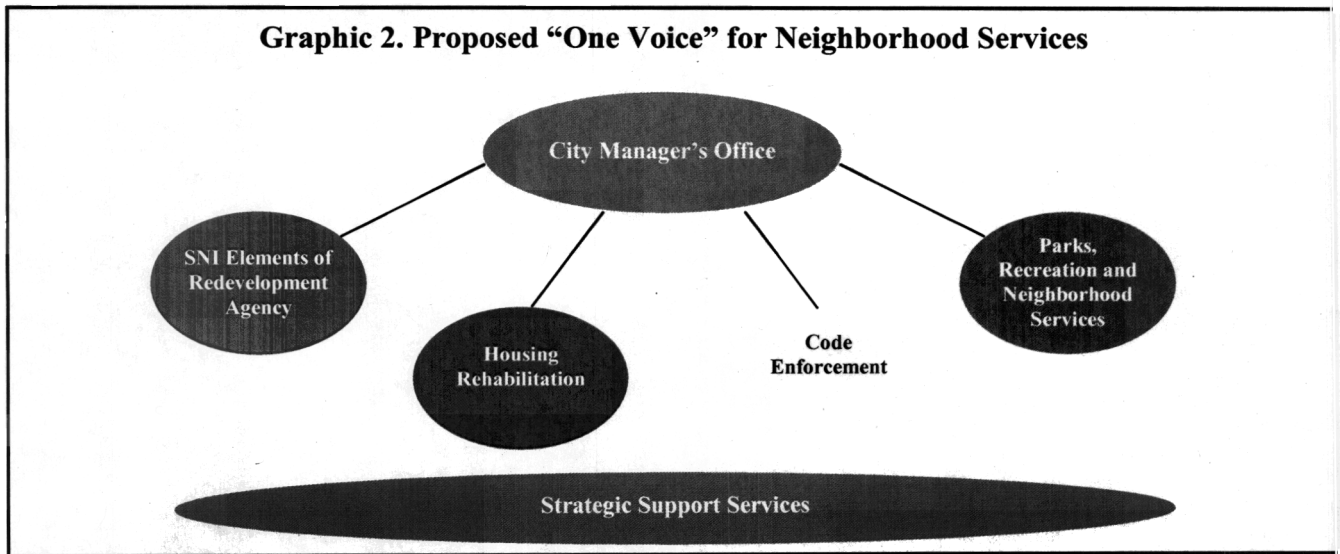 Graphic 2. Proposed “One Voice” for Neighborhood Services
City Manager’s Office
SNI Elements of
Redevelopment
Agency
Housing
Rehabilitation
Code
Enforcement
Parks,
Recreation and
Neighborhood
Services
Strategic Support Services